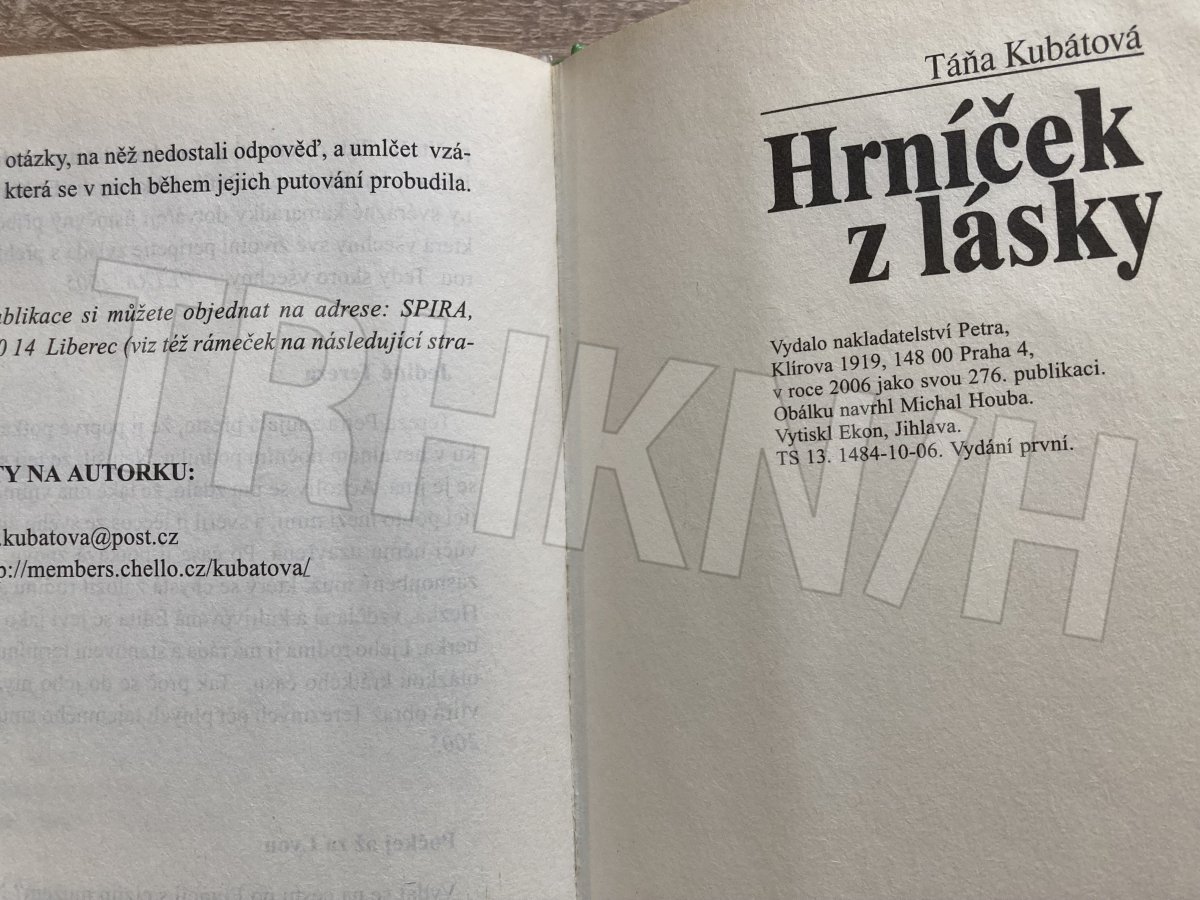 otázky, na něž nedostali odpověď, a umlčet vzá-
která se v nich během jejich putování probudila.
ublikace si můžete objednat na adrese: SPIRA,
0 14 Liberec (viz též rámeček na následující stra-
TY NA AUTORKU:
.kubatova@post.cz
p://members.chello.cz/kubatova/
Táňa Kubátová
Hrníček
z lásky
Vydalo nakladatelství Petra,
Klírova 1919, 148 00 Praha 4,
v roce 2006 jako svou 276. publikaci.
Obálku navrhl Michal Houba.
Vytiskl Ekon, Jihlava.
TS 13. 1484-10-06. Vydání první.
TRHKNIH